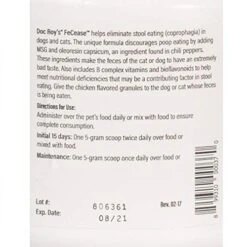 Doc Roy's® FeCease™ helps eliminate stool eating (coprophagia) in
dogs and cats. The unique formula discourages poop eating by adding
MSG and oleoresin capsicum, an ingredient found in chili peppers.
These ingredients make the feces of the cat or dog to have an extremely
bad taste. Also includes 8 complex vitamins and bioflavonoids to help
meet nutritional deficiencies that may be a contributing factor in stool
eating. Give the chicken flavored granules to the dog or cat whose feces
is being eaten.
Directions for Use:
Administer over the pet's food daily or mix with food to ensure
consumption.
Initial 15 days: One 5-gram scoop twice daily over food or
mixed with food.
Maintenance: One 5-gram scoop once daily over food or
Lot #: 806361
Exp. Date: 08/21
Rev. 02-17